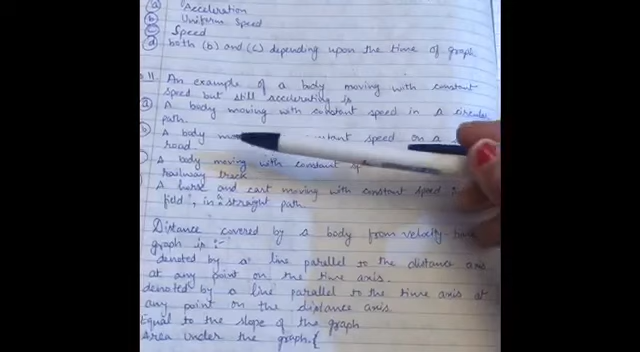 (a) Acceleration
(b) Uniform Speed
(c) Speed
(d) both (b) and (c) depending upon the time of graph
11 An example of a body moving with constant
speed but still accelerating is
(a) A body moving with constant speed in a circular
path.
(b) A body constant speed on a
road
A body moving with constant
railway track
A horse and cart moving with constant speed
field, in a straight path.
Distance covered by a body from velocity-time
graph is :-
denoted by a line parallel to the distance axis
at any point on the time axis.
denoted by a line parallel to the time axis at
any point on the distance axis.
Equal to the slope of the graph
Area under the graph.